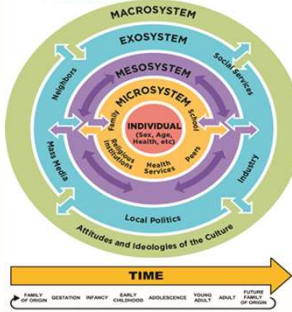 MACROSYSTEM
EXOSYSTEM
MESOSYSTEM
MICROSYSTEM
INDIVIDUAL
(Sex, Age,
Health, etc)
Family
School
Religious
Institutions
Health
Services
Peers
Neighbors
Social Services
Mass Media
Industry
Local Politics
Attitudes and Ideologies of the Culture
TIME
FAMILY
OF ORIGIN
GESTATION
INFANCY
EARLY
CHILDHOOD
ADOLESCENCE
YOUNG
ADULT
ADULT
FUTURE
FAMILY
OF ORIGIN